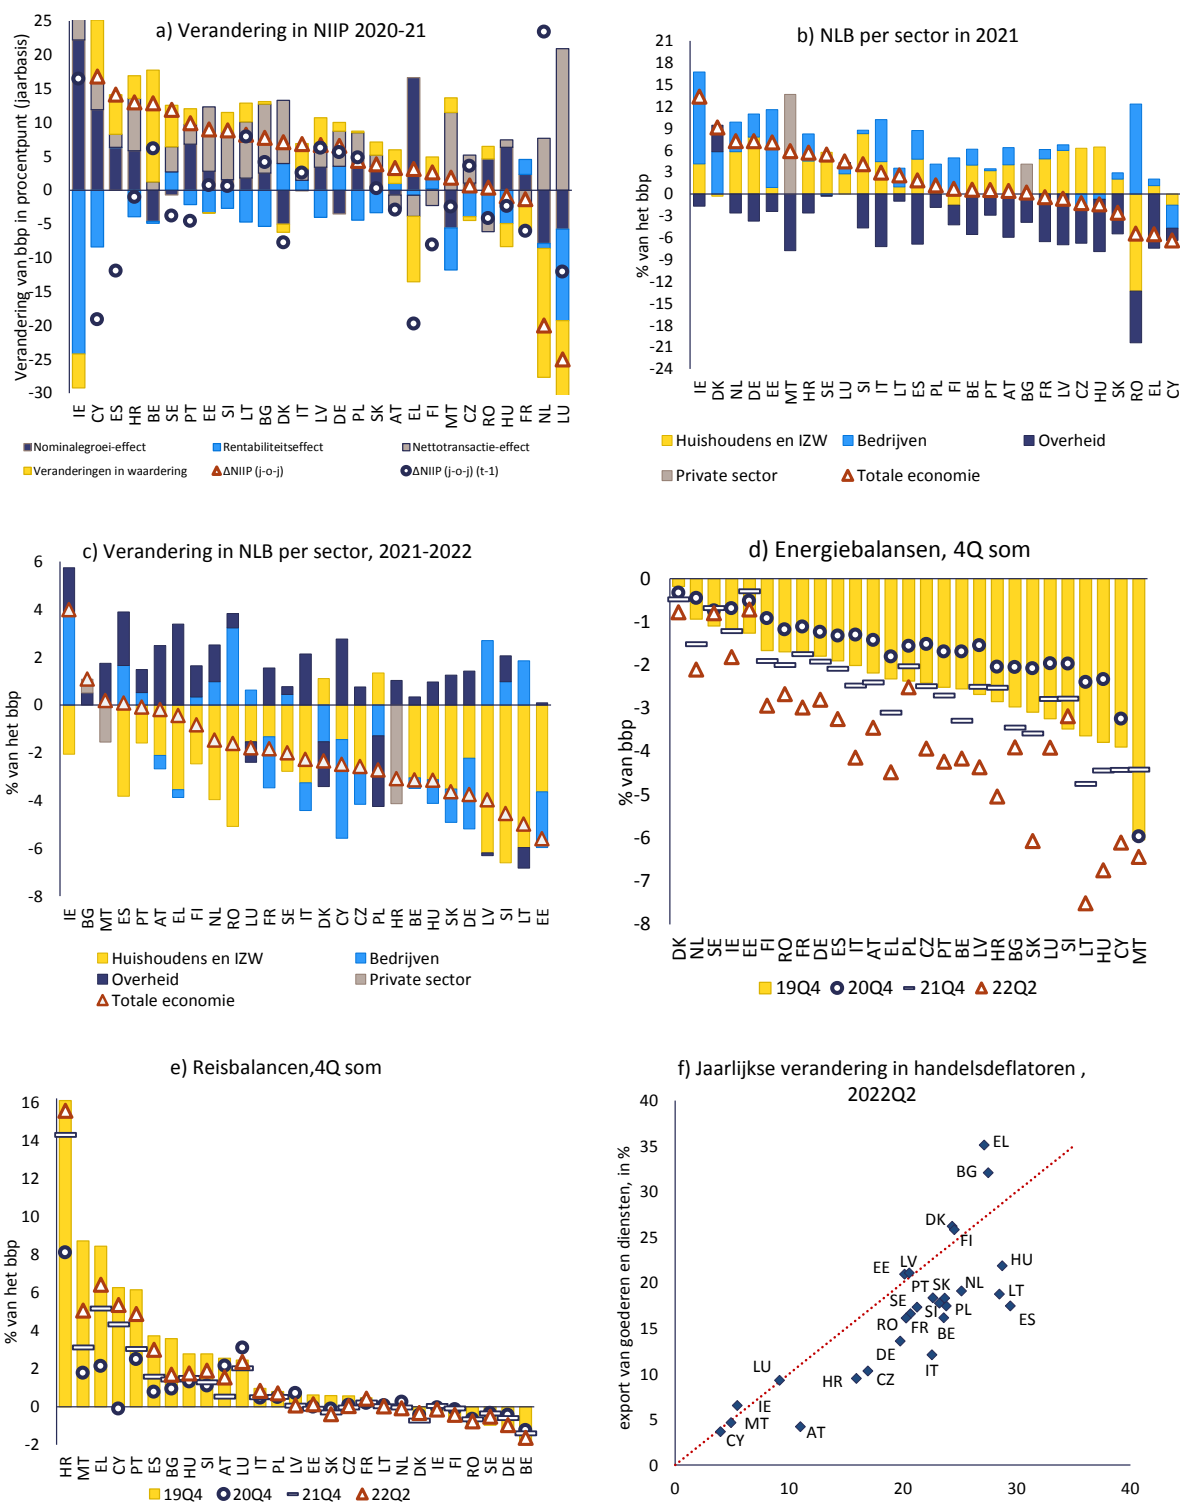 a) Verandering in NIIP 2020-21
Verandering van bbp in procentpunt (jaarbasis)
25
20
15
10
5
0
-5
-10
-15
-20
-25
-30
IE CY ES HR BE SE PT EE SI LT BG DK IT LV DE PL SK AT EL FI MT CZ RO HU FR NL LU
Nominalegroei-effect Rentabiliteitseffect Nettotransactie-effect
Veranderingen in waardering ΔNIIP (j-o-j) ΔNIIP (j-o-j) (t-1)
b) NLB per sector in 2021
% van het bbp
21
18
15
12
9
6
3
0
-3
-6
-9
-12
-15
-18
-21
-24
IE DK NL DE EE MT HR SE LU SI IT LT ES PL FI BE PT AT BG FR LV CZ HU SK RO EL CY
Huishoudens en IZW Bedrijven Overheid
Private sector Totale economie
c) Verandering in NLB per sector, 2021-2022
% van het bbp
6
4
2
0
-2
-4
-6
-8
IE BG MT ES PT AT EL FI NL RO LU FR SE IT DK CY CZ PL HR BE HU SK DE LV SI LT EE
Huishoudens en IZW Bedrijven
Overheid Private sector
Totale economie
d) Energiebalansen, 4Q som
% van bbp
0
-1
-2
-3
-4
-5
-6
-7
-8
DK NL SE IE EE FI RO FR DE ES IT AT EL PL CZ PT BE LV HR BG SK LU SI LT HU CY MT
19Q4 20Q4 21Q4 22Q2
e) Reisbalancen,4Q som
% van het bbp
16
14
12
10
8
6
4
2
0
-2
HR MT EL CY PT ES BG HU SI AT LU IT PL LV EE SK CZ FR LT NL DK IE FI RO SE DE BE
19Q4 20Q4 21Q4 22Q2
f) Jaarlijkse verandering in handelsdeflatoren ,
2022Q2
export van goederen en diensten, in %
40
35
30
25
20
15
10
5
0
EL
BG
DK
FI
HU
EE LV
PT SK NL LT
SE SI PL ES
RO FR BE
DE IT
LU HR CZ
IE
MT AT
CY
0 10 20 30 40